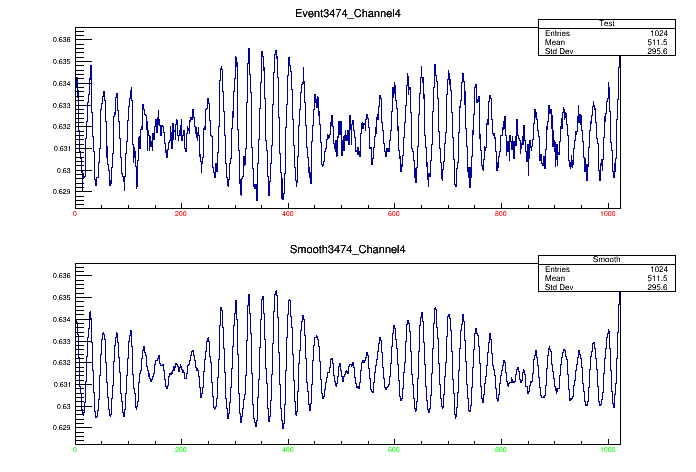 Event3474_Channel4
Test
Entries 1024
Mean 511.5
Std Dev 295.6
0.636
0.635
0.634
0.633
0.632
0.631
0.63
0.629
0 200 400 600 800 1000
Smooth3474_Channel4
Smooth
Entries 1024
Mean 511.5
Std Dev 295.6
0.636
0.635
0.634
0.633
0.632
0.631
0.63
0.629
0 200 400 600 800 1000